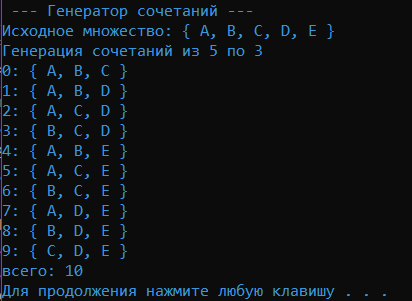 --- Генератор сочетаний ---
Исходное множество: { A, B, C, D, E }
Генерация сочетаний из 5 по 3
0: { A, B, C }
1: { A, B, D }
2: { A, C, D }
3: { B, C, D }
4: { A, B, E }
5: { A, C, E }
6: { B, C, E }
7: { A, D, E }
8: { B, D, E }
9: { C, D, E }
всего: 10
Для продолжения нажмите любую клавишу . . .